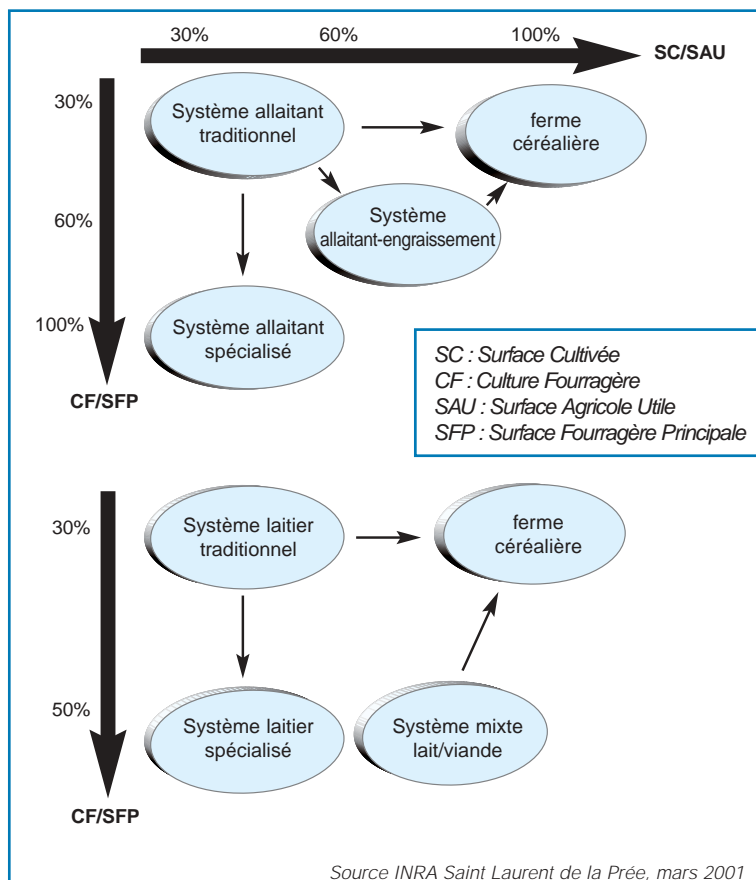 30% 60% 100%
SC/SAU
30%
Système allaitant
traditionnel
ferme
céréalière
60%
Système
allaitant-engraissement
100%
Système allaitant
spécialisé
CF/SFP
SC : Surface Cultivée
CF : Culture Fourragère
SAU : Surface Agricole Utile
SFP : Surface Fourragère Principale
30%
Système laitier
traditionnel
ferme
céréalière
50%
Système laitier
spécialisé
Système mixte
lait/viande
CF/SFP
Source INRA Saint Laurent de la Prée, mars 2001